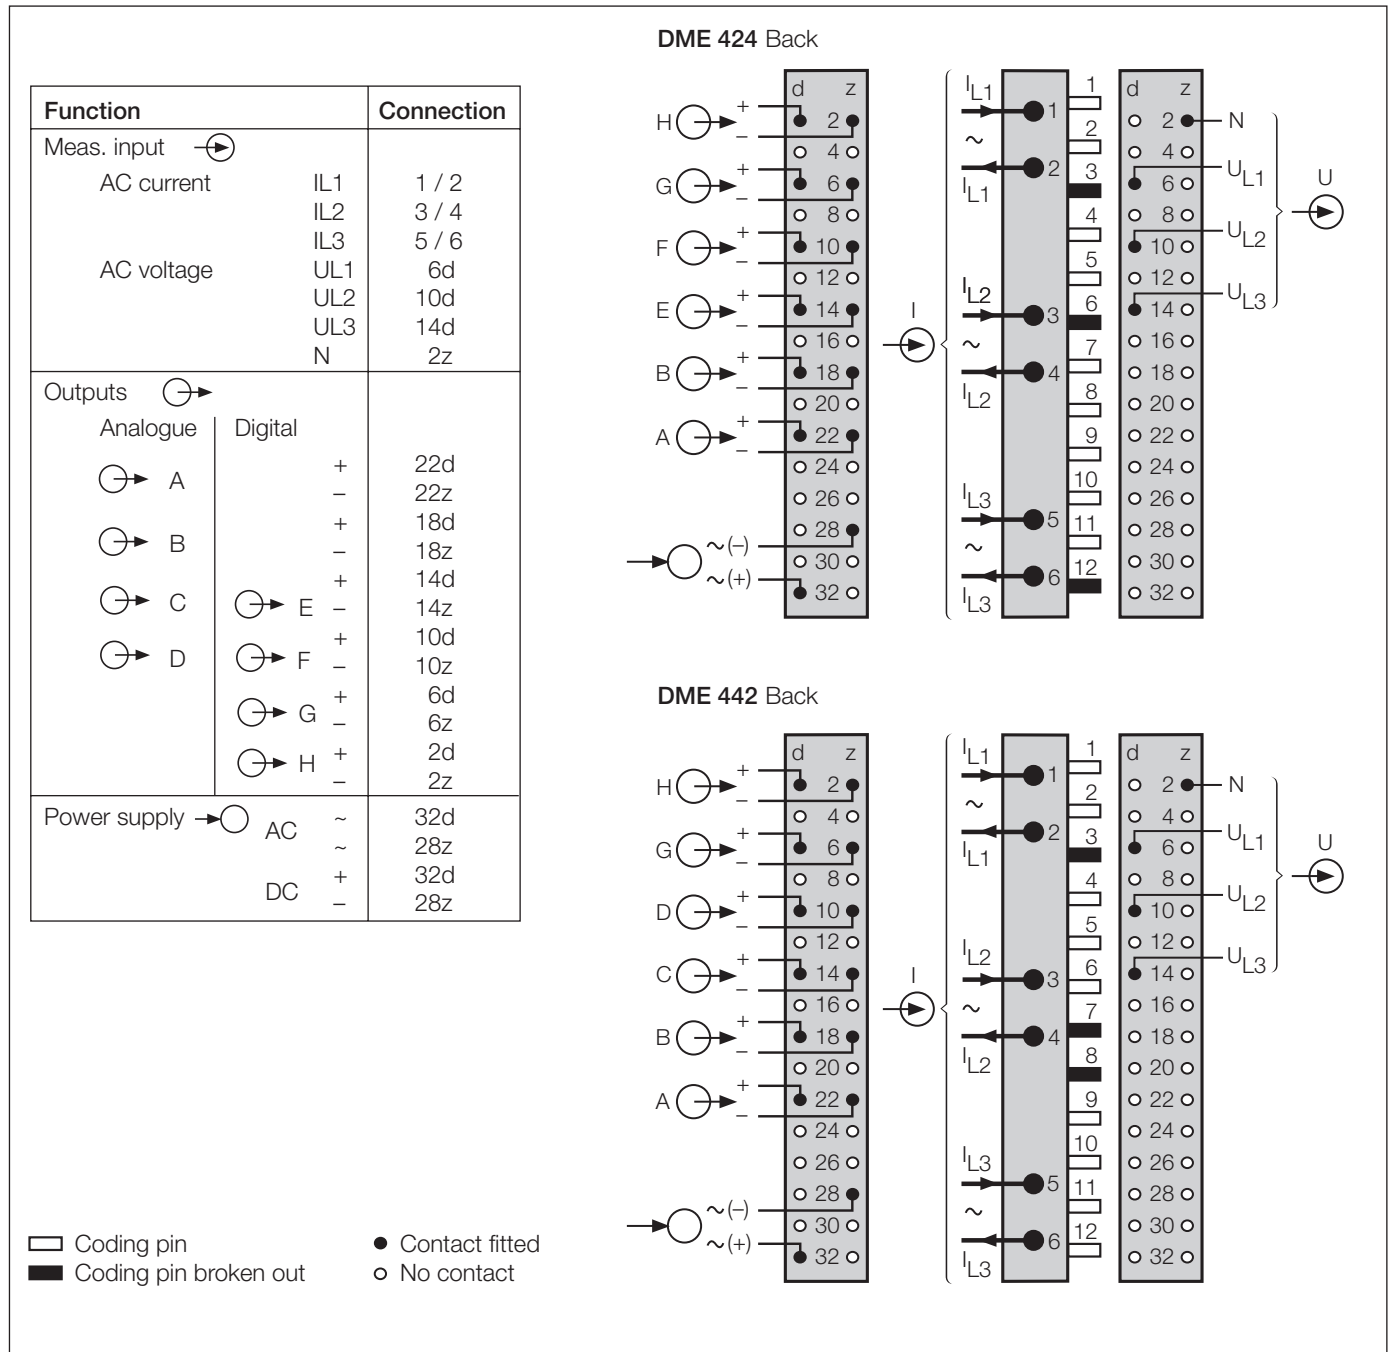 Function Connection
Meas. input
AC current IL1 1 / 2
IL2 3 / 4
IL3 5 / 6
AC voltage UL1 6d
UL2 10d
UL3 14d
N 2z
Outputs
Analogue Digital
A + 22d
– 22z
B + 18d
– 18z
C + 14d
E – 14z
D + 10d
F – 10z
G + 6d
– 6z
H + 2d
– 2z
Power supply AC ~ 32d
~ 28z
DC + 32d
– 28z
Coding pin
Coding pin broken out
Contact fitted
No contact
DME 424 Back
d z
H + – 2
4
G + – 6
8
F + – 10
12
E + – 14
16
B + – 18
20
A + – 22
24
26
~ (–) 28
30
~ (+) 32
I
IL1 1
~
IL1 2
IL2 3
~
IL2 4
IL3 5
~
IL3 6
1
2
3
4
5
6
7
8
9
10
11
12
d z
2 N
4
6 UL1
8
10 UL2
12
14 UL3
16
18
20
22
24
26
28
30
32
U
DME 442 Back
d z
H + – 2
4
G + – 6
8
D + – 10
12
C + – 14
16
B + – 18
20
A + – 22
24
26
~ (–) 28
30
~ (+) 32
I
IL1 1
~
IL1 2
IL2 3
~
IL2 4
IL3 5
~
IL3 6
1
2
3
4
5
6
7
8
9
10
11
12
d z
2 N
4
6 UL1
8
10 UL2
12
14 UL3
16
18
20
22
24
26
28
30
32
U